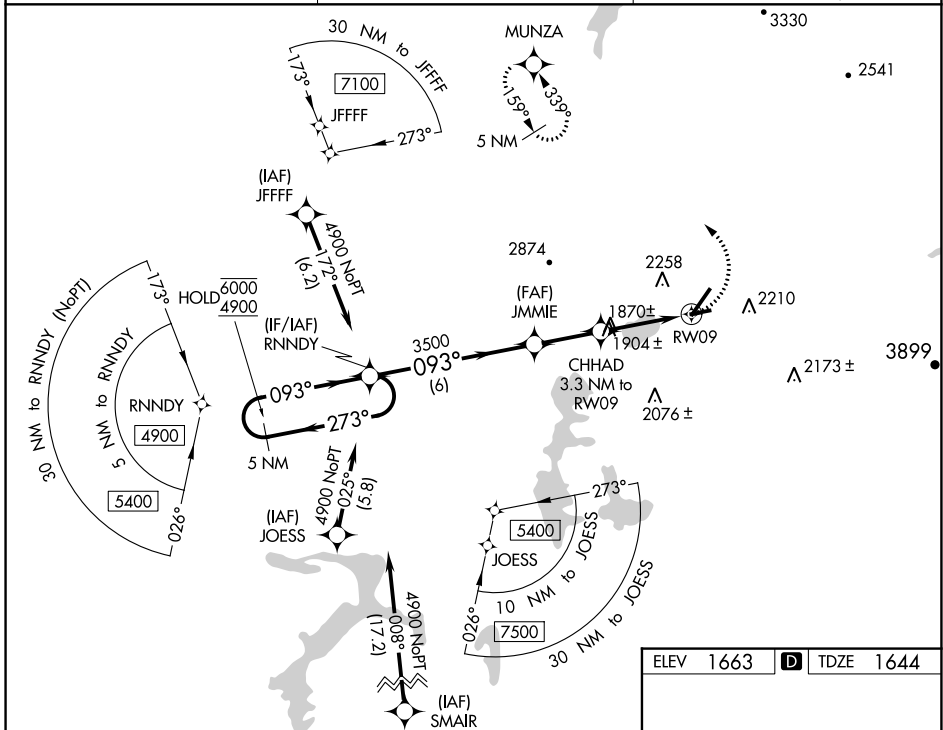 3330
2541
30 NM to JFFFF
173°
7100
JFFFF
273°
MUNZA
159°
339°
5 NM
(IAF)
JFFFF
4900 NoPT
172°
(6.2)
2874
2258
2210
(FAF)
JMMIE
1870±
1904±
RW09
CHHAD
3.3 NM to
RW09
2173±
3899
2076±
30 NM to RNNDY (NoPT)
173°
5 NM to RNNDY
RNNDY
4900
5400
026°
HOLD 6000
4900
(IF/IAF)
RNNDY
3500
093°
(6)
093°
273°
5 NM
4900 NoPT
025°
(5.8)
(IAF)
JOESS
273°
5400
JOESS
10 NM to JOESS
7500
30 NM to JOESS
026°
4900 NoPT
008°
(17.2)
(IAF)
SMAIR
ELEV 1663 D TDZE 1644